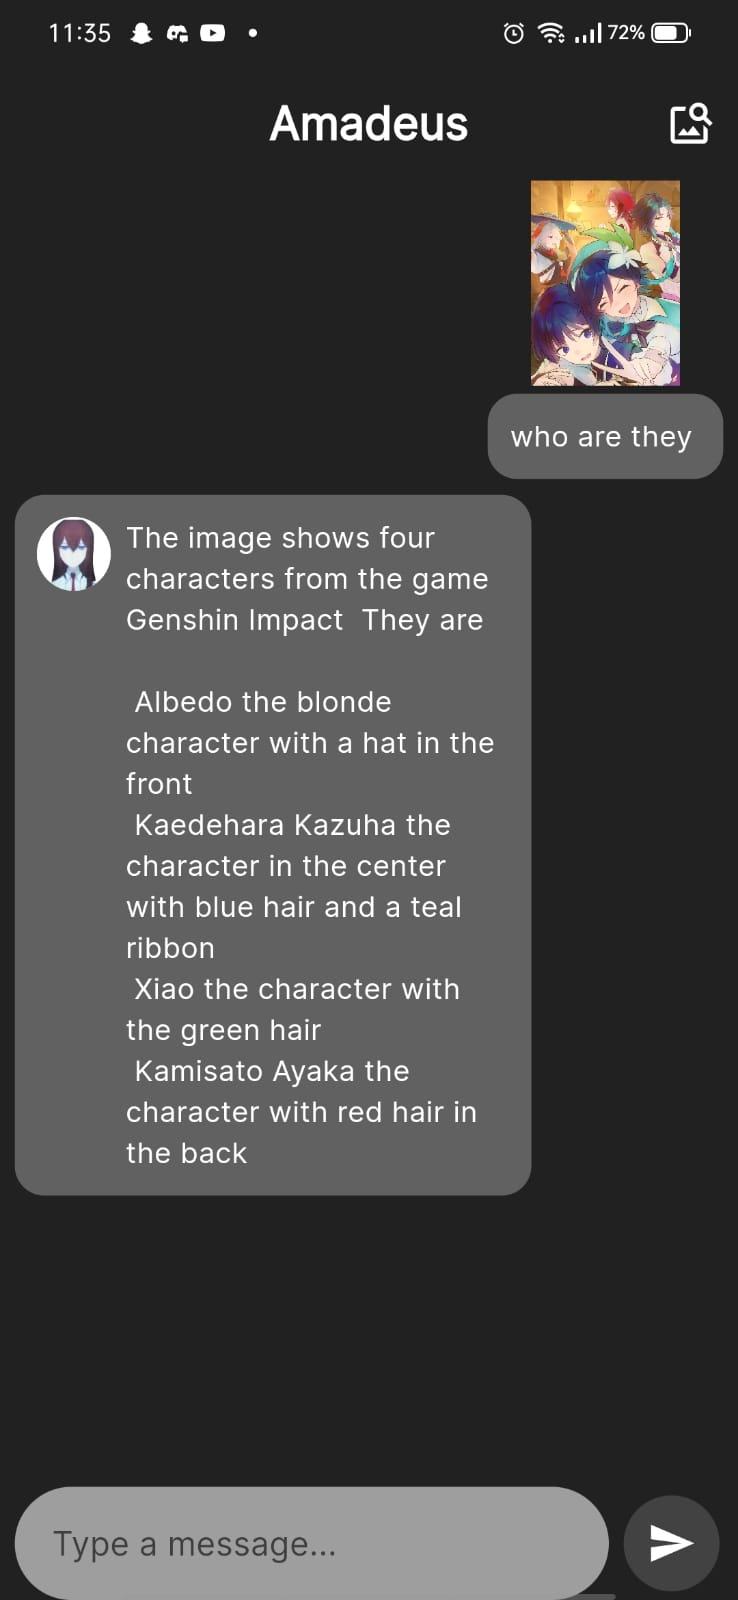 11:35
72%
Amadeus
who are they
The image shows four
characters from the game
Genshin Impact  They are
Albedo the blonde
character with a hat in the
front
Kaedehara Kazuha the
character in the center
with blue hair and a teal
ribbon
Xiao the character with
the green hair
Kamisato Ayaka the
character with red hair in
the back
Type a message...